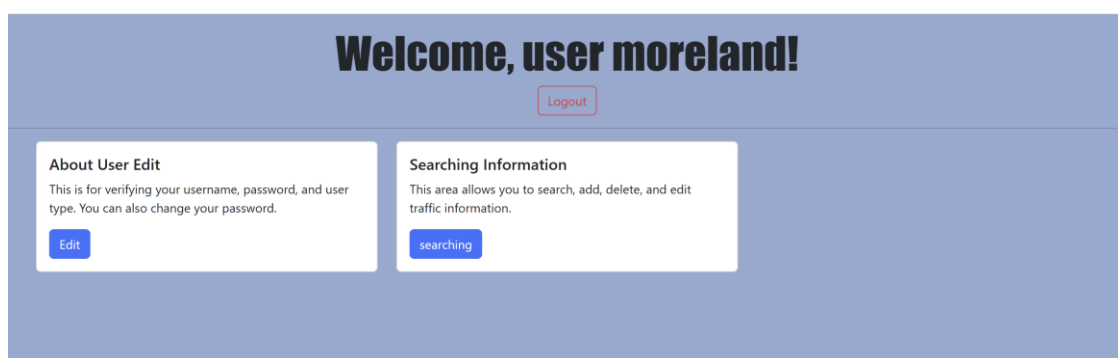 Welcome, user moreland!
Logout
About User Edit
This is for verifying your username, password, and user
type. You can also change your password.
Edit
Searching Information
This area allows you to search, add, delete, and edit
traffic information.
searching